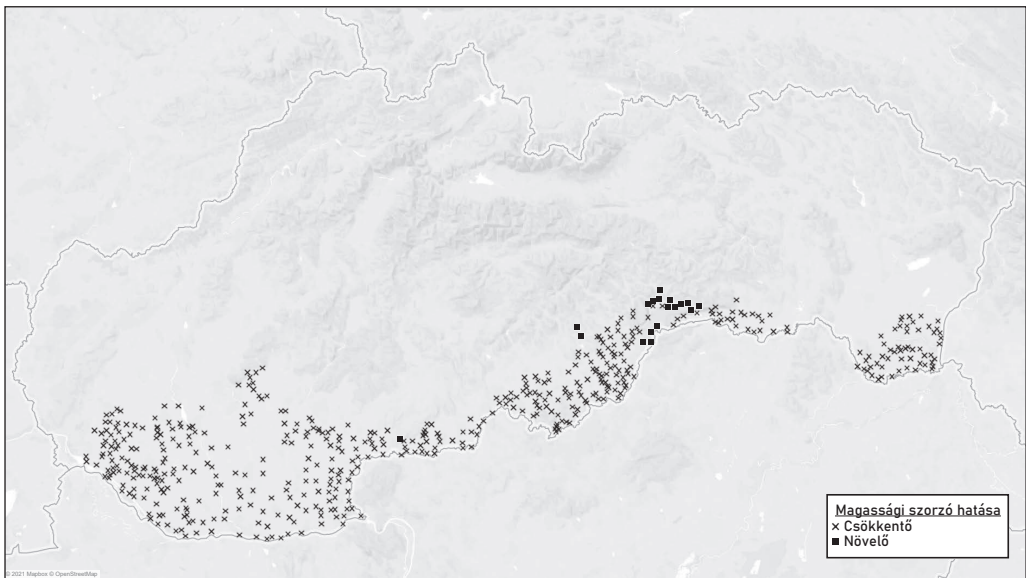 Magassági szorzó hatása
× Csökkentő
■ Növelő
© 2021 Mapbox © OpenStreetMap